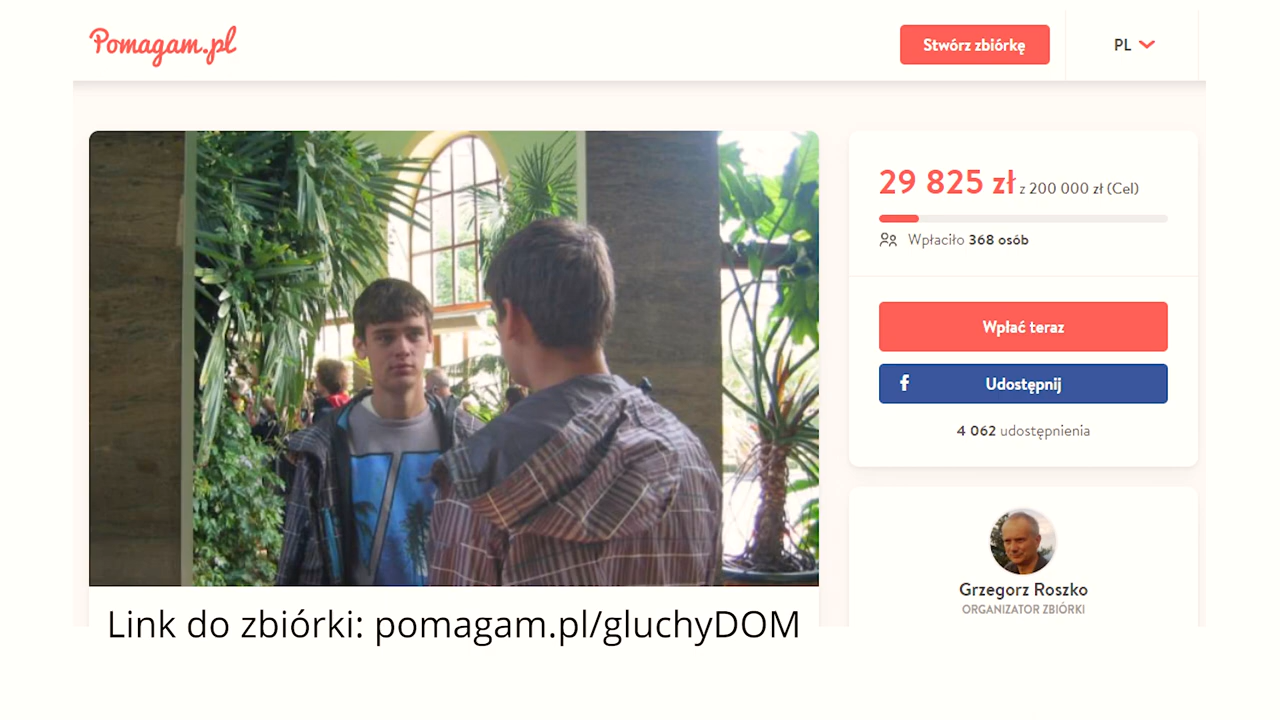 Pomagam.pl
Stwórz zbiórkę
PL
29 825 zł z 200 000 zł (Cel)
Wpłaciło 368 osób
Wpłać teraz
f Udostępnij
4 062 udostępnienia
Grzegorz Roszko
ORGANIZATOR ZBIÓRKI
Link do zbiórki: pomagam.pl/gluchyDOM